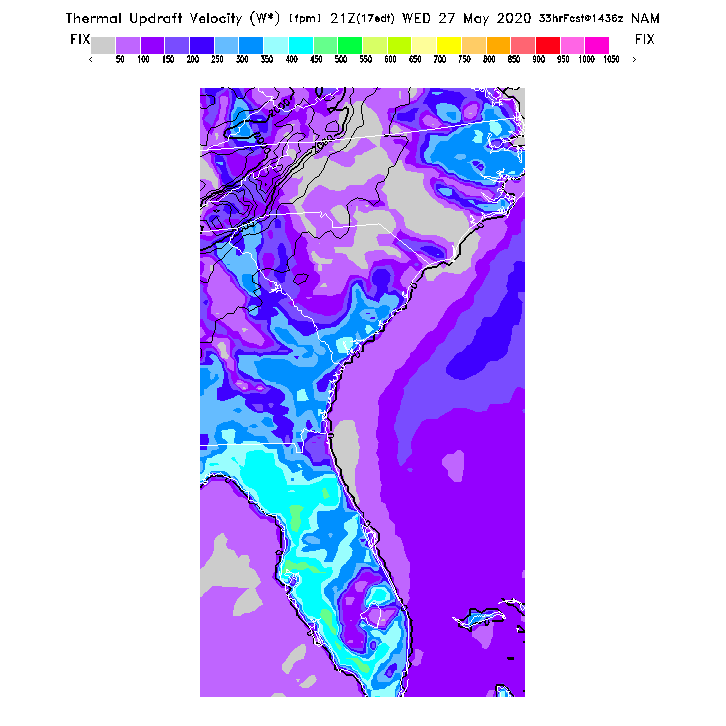 Thermal Updraft Velocity (W*) [fpm] 21Z(17edt) WED 27 May 2020 33hrFcst@1436z NAM
FIX FIX
< 50 100 150 200 250 300 350 400 450 500 550 600 650 700 750 800 850 900 950 1000 1050 >